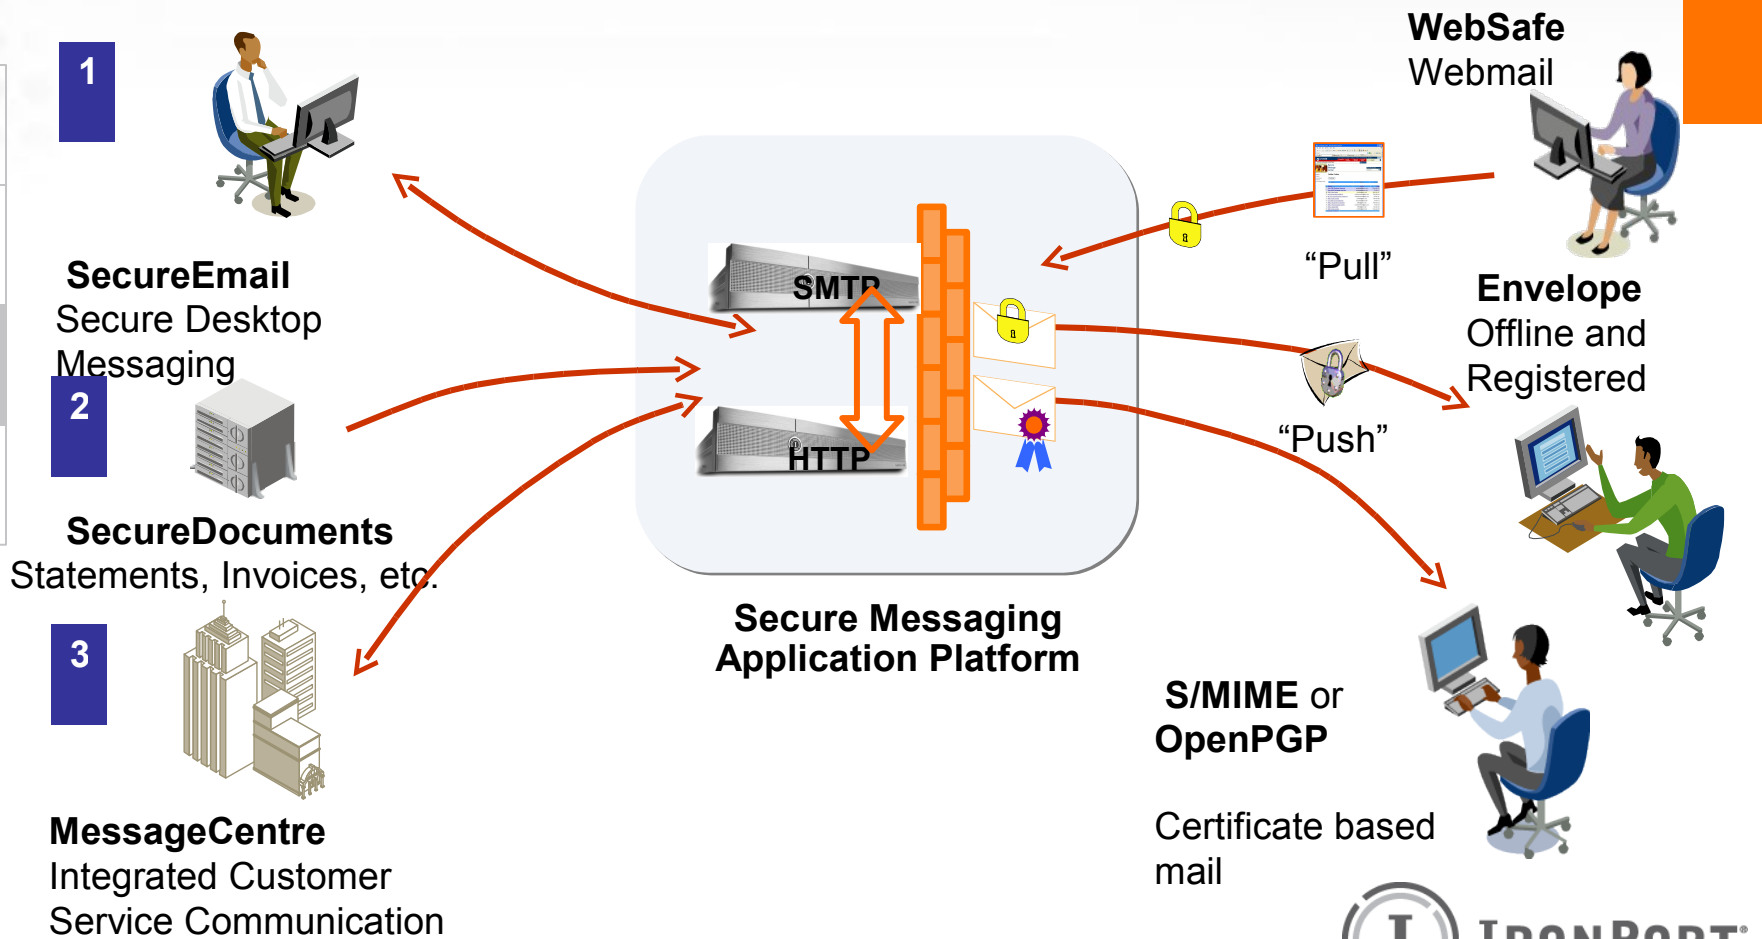 1
SecureEmail
Secure Desktop
Messaging
2
SecureDocuments
Statements, Invoices, etc.
3
MessageCentre
Integrated Customer
Service Communication
SMTP
HTTP
Secure Messaging
Application Platform
WebSafe
Webmail
“Pull”
Envelope
Offline and
Registered
“Push”
S/MIME or
OpenPGP
Certificate based
mail
I IRONPORT®